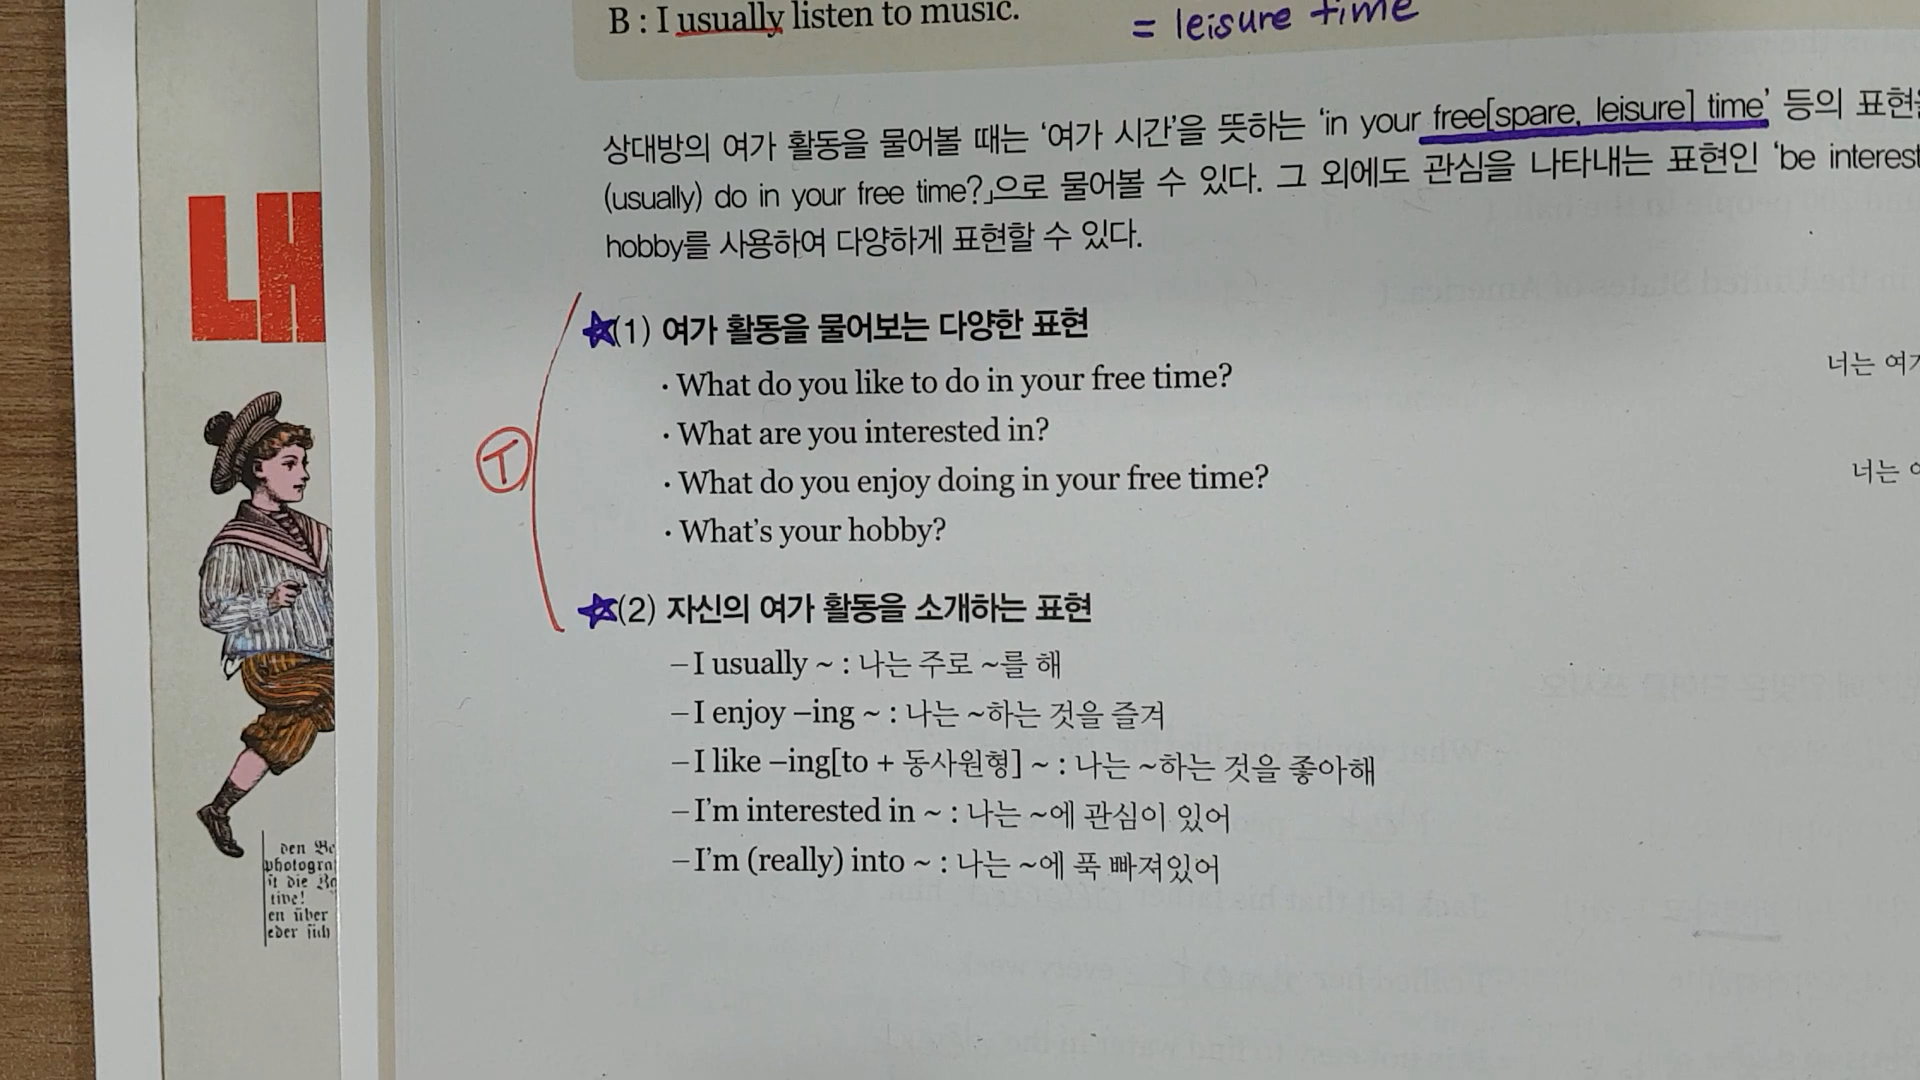 B : I usually listen to music.
= leisure time
상대방의 여가 활동을 물어볼 때는 ‘여가 시간’을 뜻하는 ‘in your free[spare, leisure] time’ 등의
(usually) do in your free time?」으로 물어볼 수 있다. 그 외에도 관심을 나타내는 표현인 ‘be
hobby를 사용하여 다양하게 표현할 수 있다.
(1) 여가 활동을 물어보는 다양한 표현
· What do you like to do in your free time?
너는
· What are you interested in?
· What do you enjoy doing in your free time?
너는
· What’s your hobby?
T
(2) 자신의 여가 활동을 소개하는 표현
– I usually ~ : 나는 주로 ~를 해
– I enjoy –ing ~ : 나는 ~하는 것을 즐겨
– I like –ing[to + 동사원형] ~ : 나는 ~하는 것을 좋아해
– I’m interested in ~ : 나는 ~에 관심이 있어
– I’m (really) into ~ : 나는 ~에 푹 빠져있어
LH
den
photogra
it die
tive!
en über
eder sich